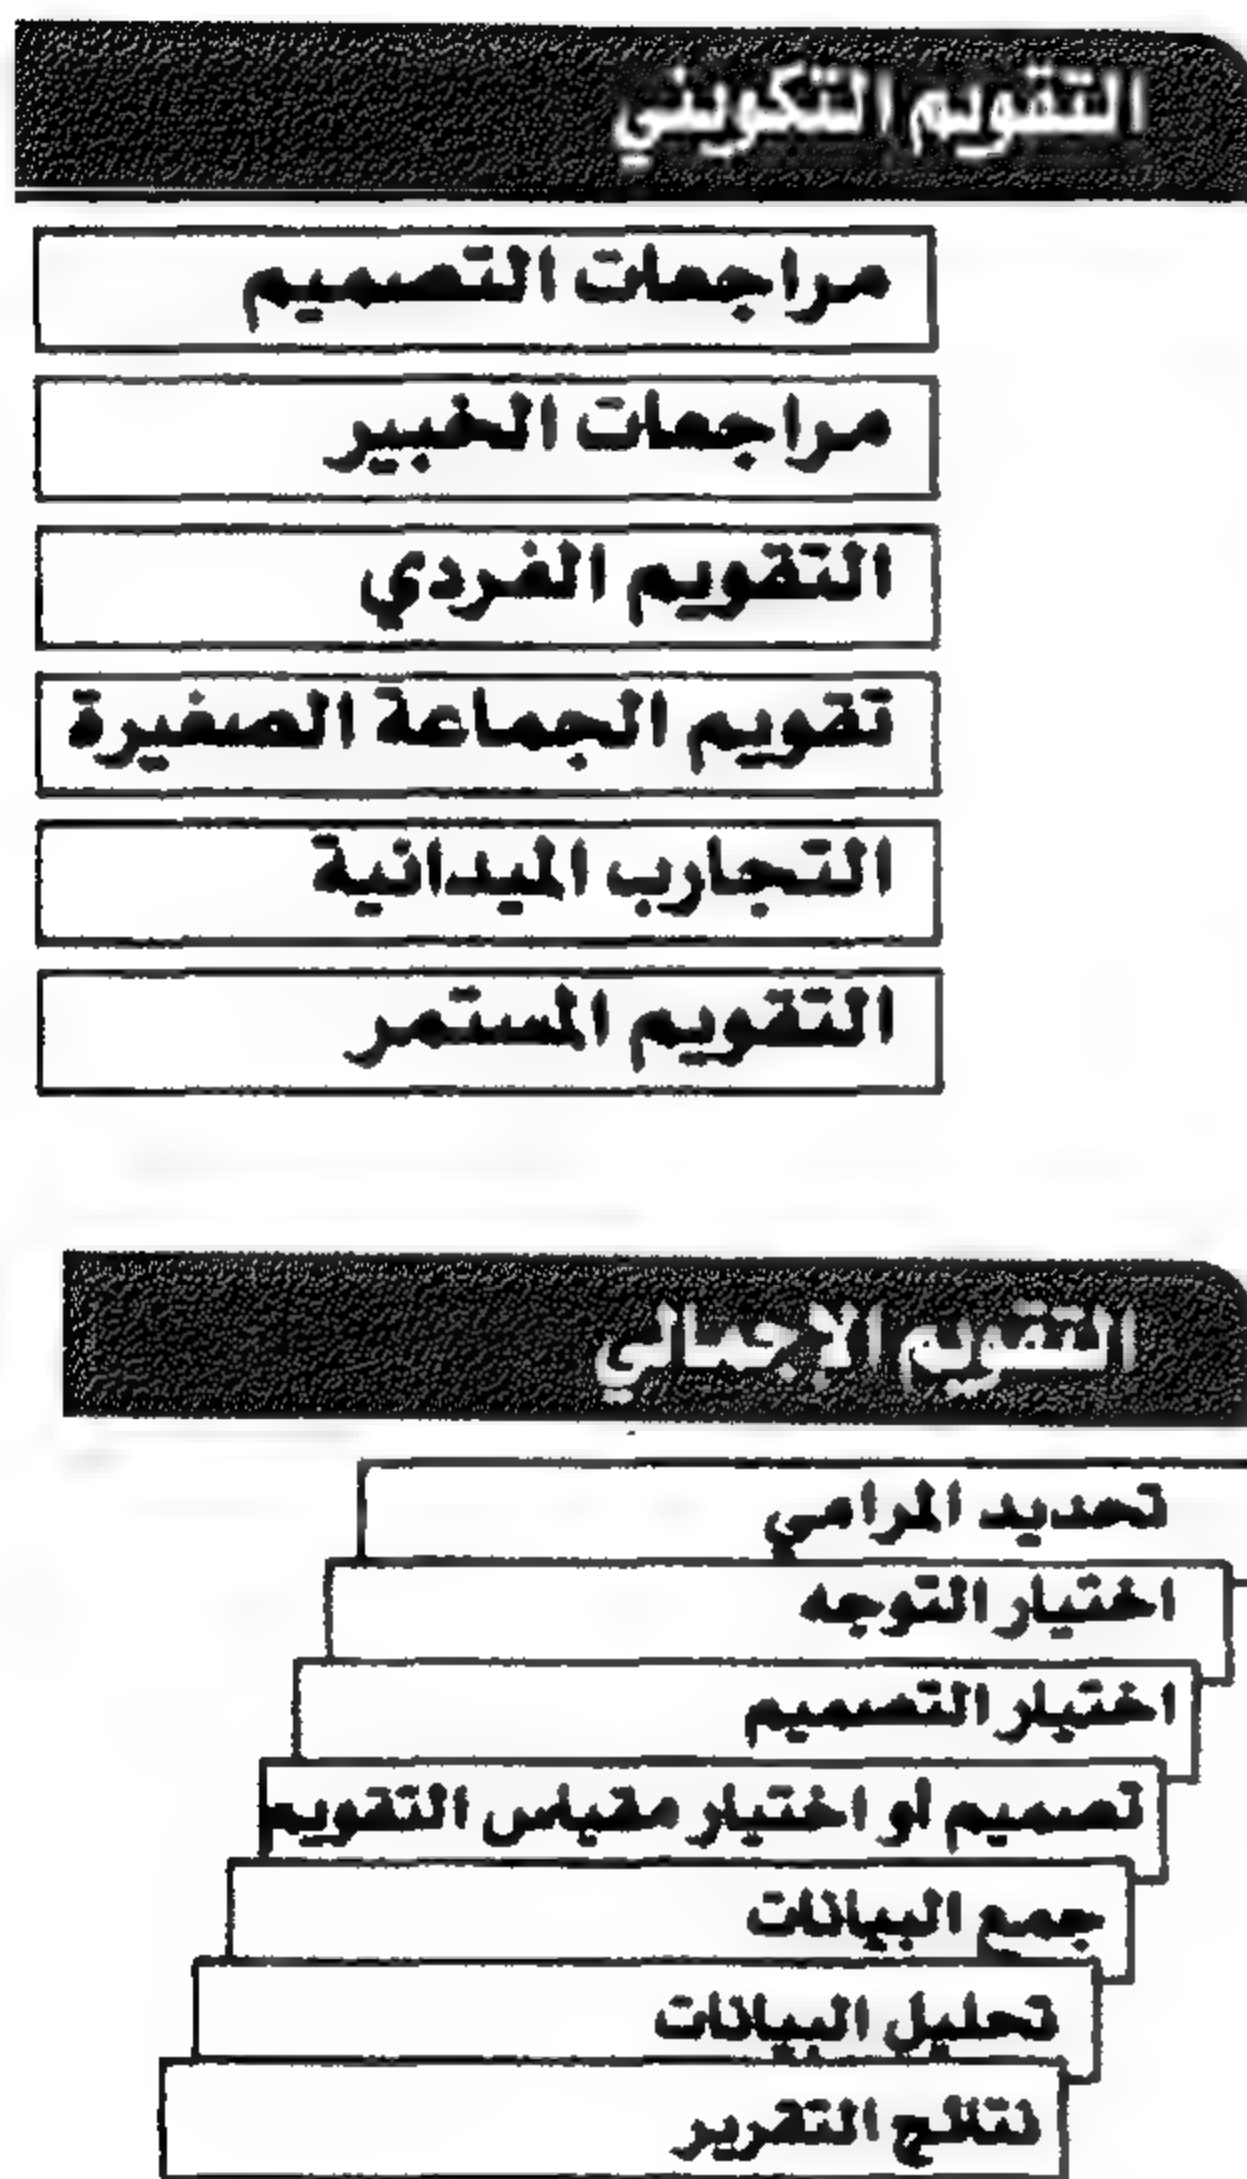 التقويم التكويني
مراجعات التصميم
مراجعات الخبير
التقويم الفردي
تقويم الجماعة الصغيرة
التجارب الميدانية
التقويم المستمر
التقويم الإجمالي
تحديد المرامي
اختيار التوجه
اختيار التصميم
تصميم أو اختيار مقياس التقويم
جمع البيانات
تحليل البيانات
نتائج التقرير